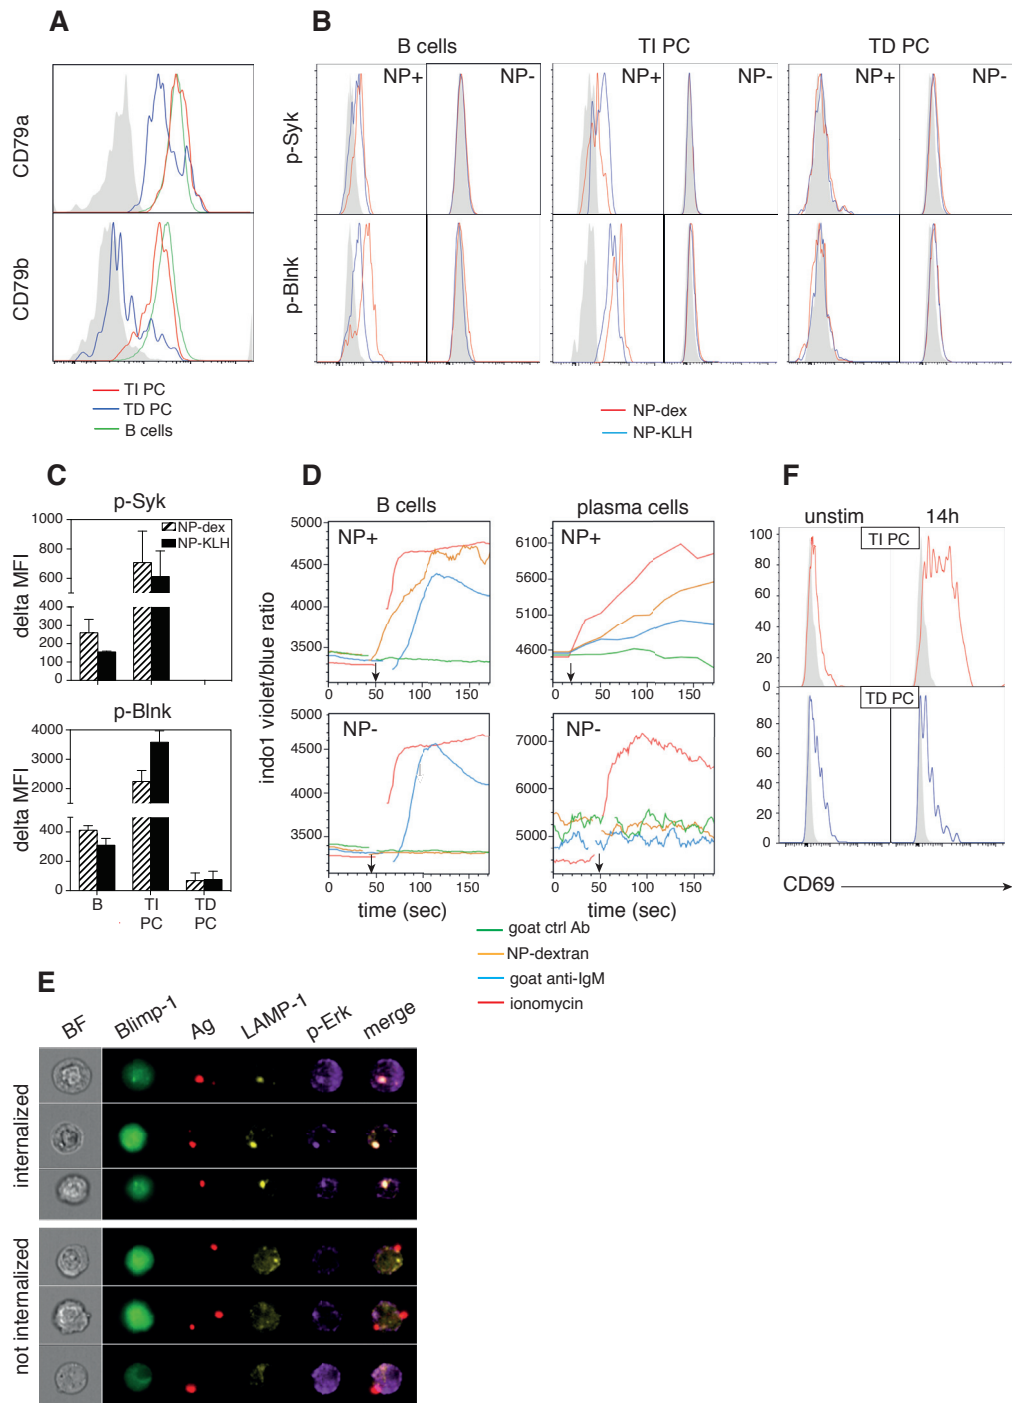 A
CD79a
CD79b
TI PC
TD PC
B cells
B
B cells
TI PC
TD PC
NP+
NP-
NP+
NP-
NP+
NP-
p-Syk
p-Blnk
NP-dex
NP-KLH
C
p-Syk
NP-dex
NP-KLH
delta MFI
1000
800
600
400
300
200
100
0
p-Blnk
delta MFI
4000
2000
400
200
0
B
TI
PC
TD
PC
D
B cells
plasma cells
indo1 violet/blue ratio
NP+
5000
4500
4000
3500
0
50
100
150
NP+
6100
5600
5100
4600
0
50
100
150
NP-
4500
4000
3500
0
50
100
150
NP-
7000
6000
5000
0
50
100
150
time (sec)
time (sec)
goat ctrl Ab
NP-dextran
goat anti-IgM
ionomycin
F
unstim
14h
TI PC
100
80
60
40
20
0
TD PC
80
60
40
20
0
CD69
E
BF
Blimp-1
Ag
LAMP-1
p-Erk
merge
internalized
not internalized